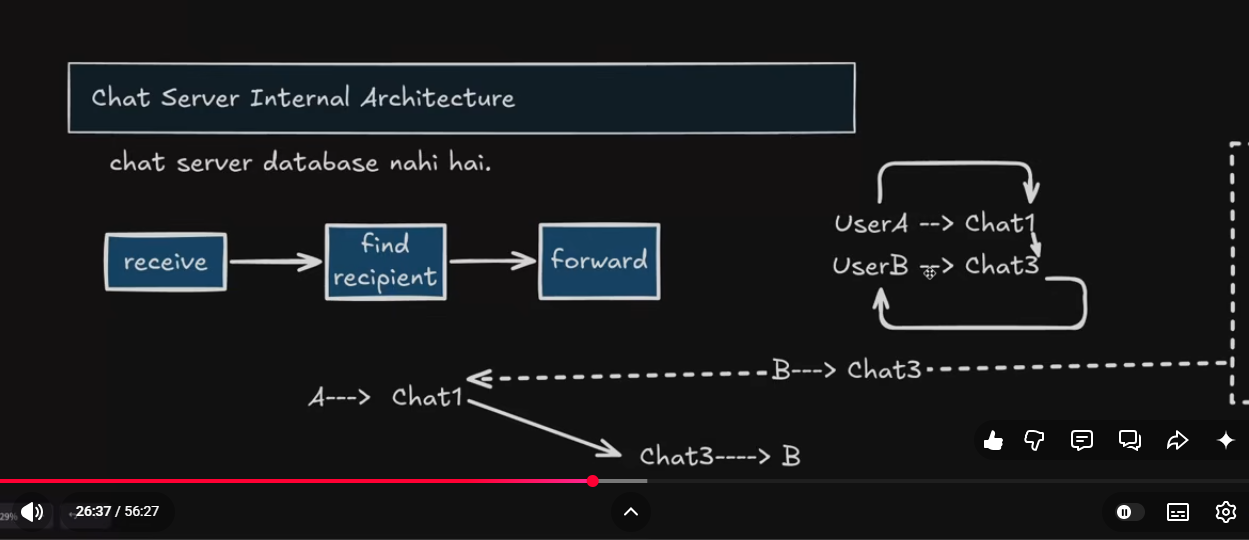 Chat Server Internal Architecture
chat server database nahi hai.
receive
find
recipient
forward
UserA --> Chat1
UserB --> Chat3
B---> Chat3
A---> Chat1
Chat3----> B
29%
26:37 / 56:27